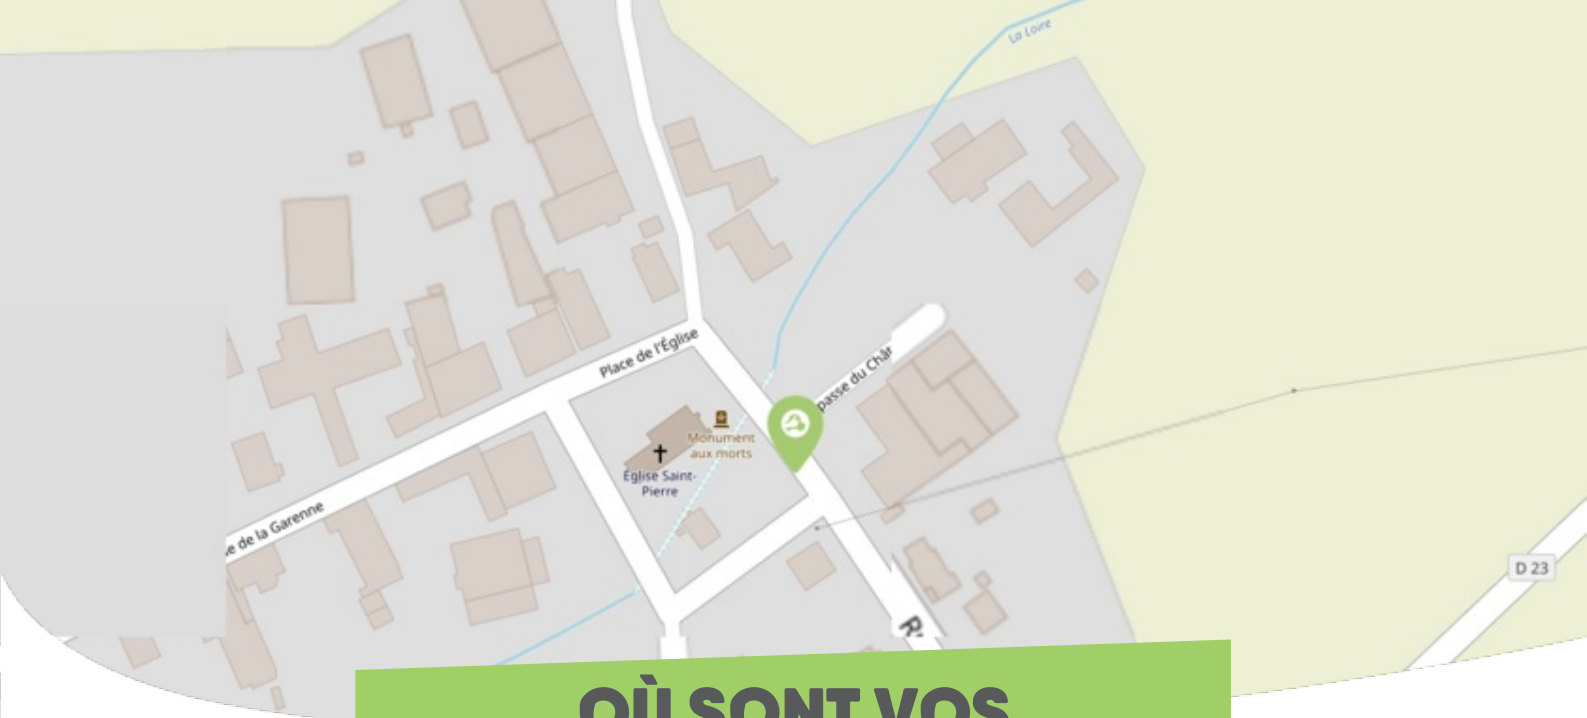 La Loire
Place de l'Église
passe du Chât
Monument
aux morts
Église Saint-
Pierre
e de la Garenne
D 23
OÙ SONT VOS